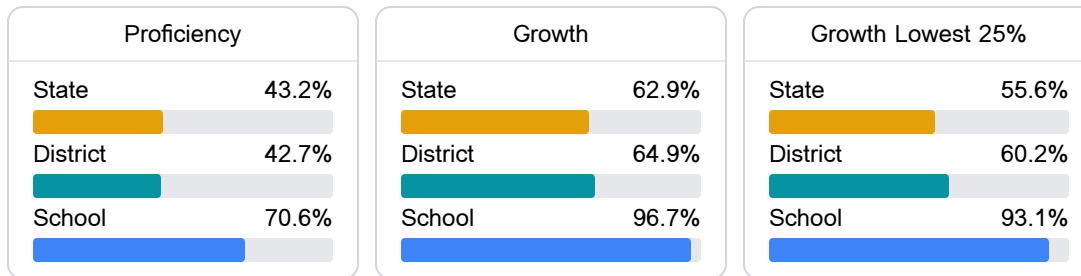 Proficiency
State 43.2%
District 42.7%
School 70.6%
Growth
State 62.9%
District 64.9%
School 96.7%
Growth Lowest 25%
State 55.6%
District 60.2%
School 93.1%